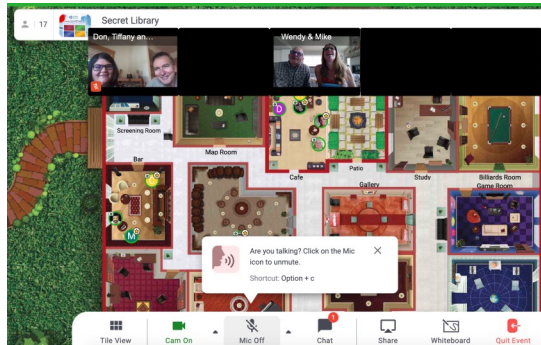 17
Secret Library
Don, Tiffany an...
Wendy & Mike
D
Screening Room
Map Room
Bar
Cafe
Patio
Study
Billiards Room
Gallery
Game Room
M
Are you talking? Click on the Mic
icon to unmute.
Shortcut: Option + c
1
Tile View
Cam On
Mic Off
Chat
Share
Whiteboard
Quit Event